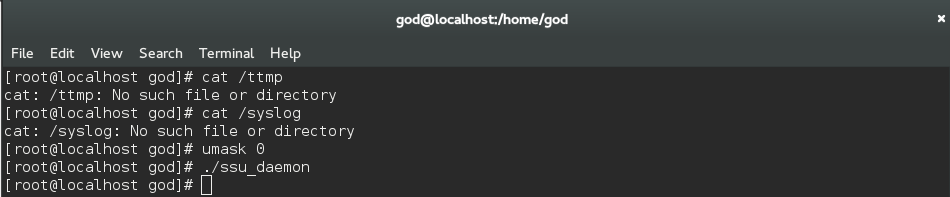 god@localhost:/home/god ×
File Edit View Search Terminal Help
[root@localhost god]# cat /ttmp
cat: /ttmp: No such file or directory
[root@localhost god]# cat /syslog
cat: /syslog: No such file or directory
[root@localhost god]# umask 0
[root@localhost god]# ./ssu_daemon
[root@localhost god]#